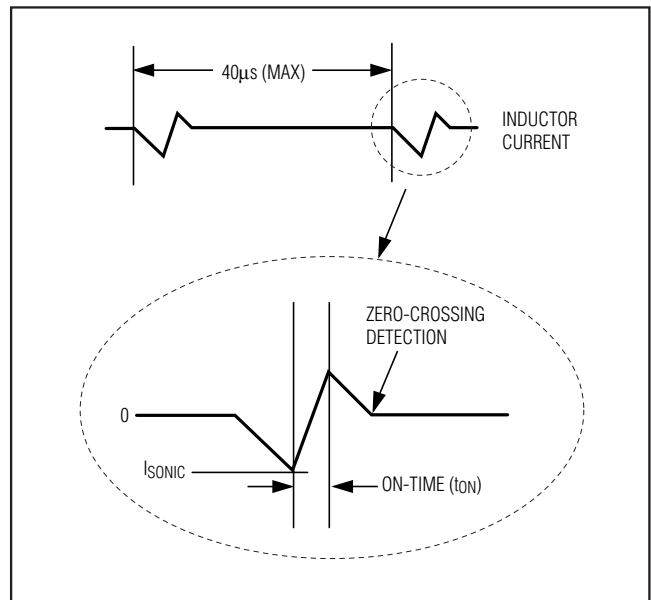 40µs (MAX)
INDUCTOR
CURRENT
ZERO-CROSSING
DETECTION
0
ISONIC
ON-TIME (tON)